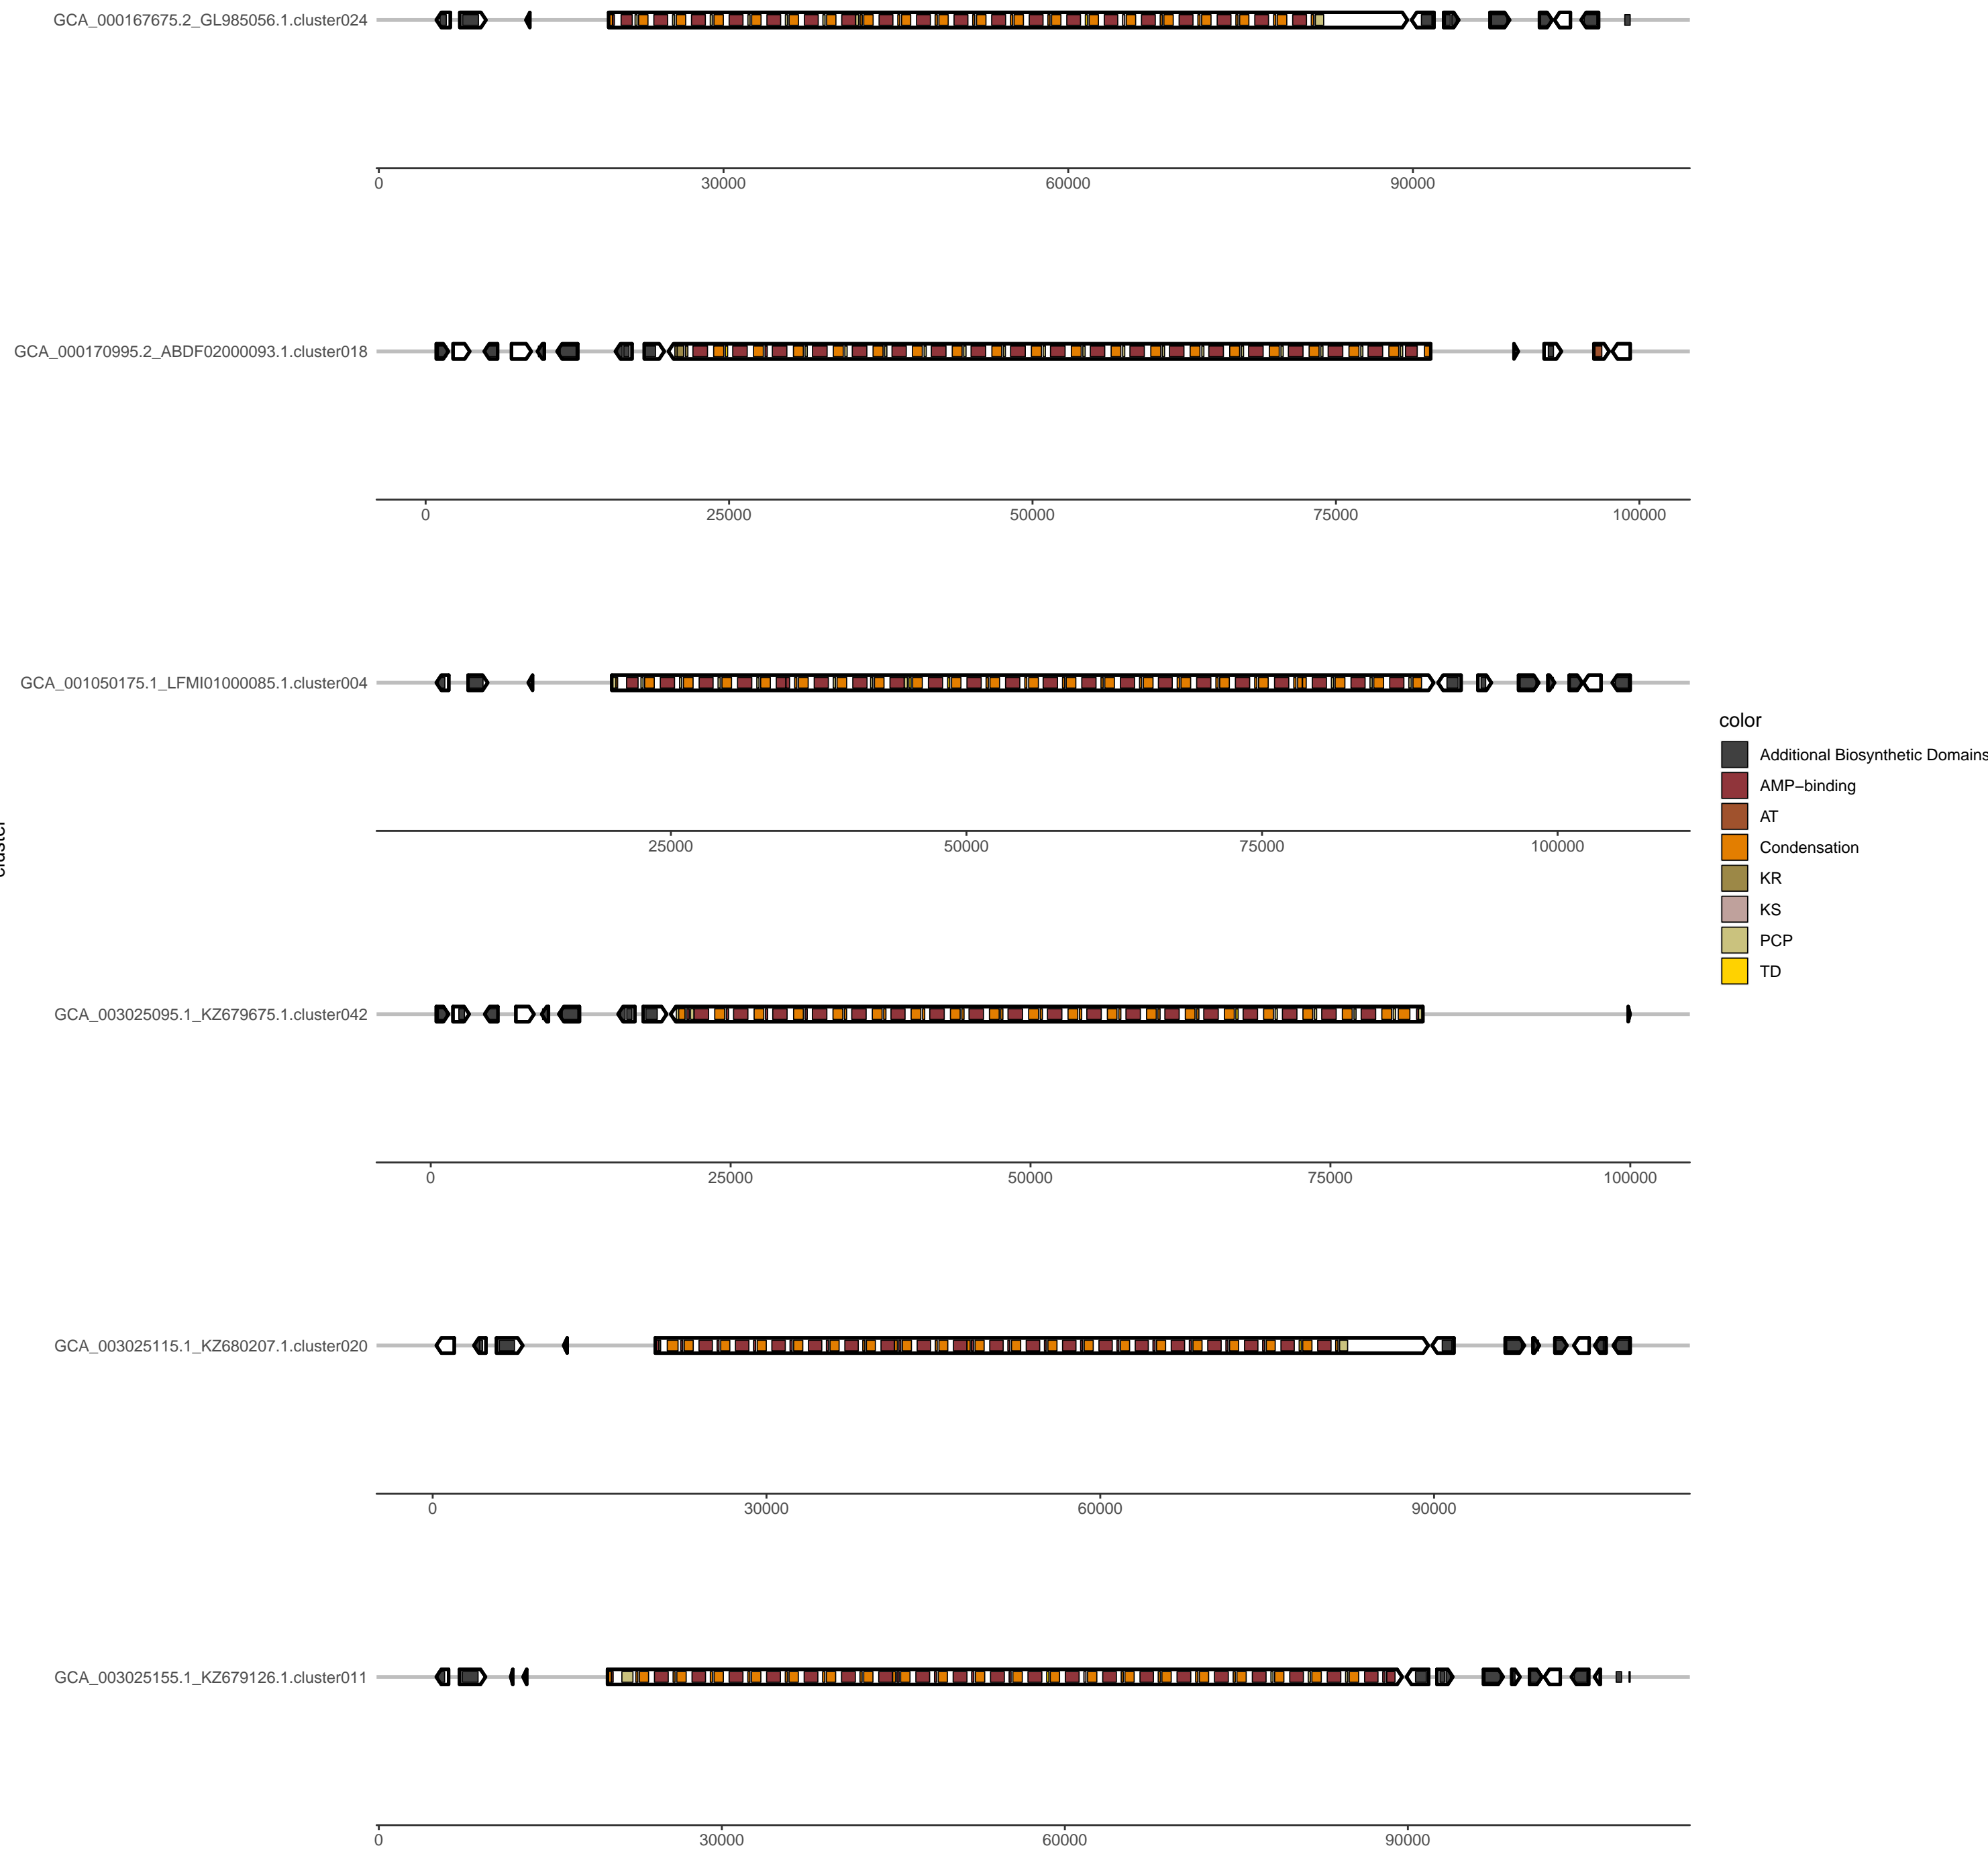 GCA_000167675.2_GL985056.1.cluster024
0 30000 60000 90000
GCA_000170995.2_ABDF02000093.1.cluster018
0 25000 50000 75000 100000
GCA_001050175.1_LFMI01000085.1.cluster004
25000 50000 75000 100000
color
Additional Biosynthetic Domains
AMP−binding
AT
Condensation
KR
KS
PCP
TD
cluster
GCA_003025095.1_KZ679675.1.cluster042
0 25000 50000 75000 100000
GCA_003025115.1_KZ680207.1.cluster020
0 30000 60000 90000
GCA_003025155.1_KZ679126.1.cluster011
0 30000 60000 90000